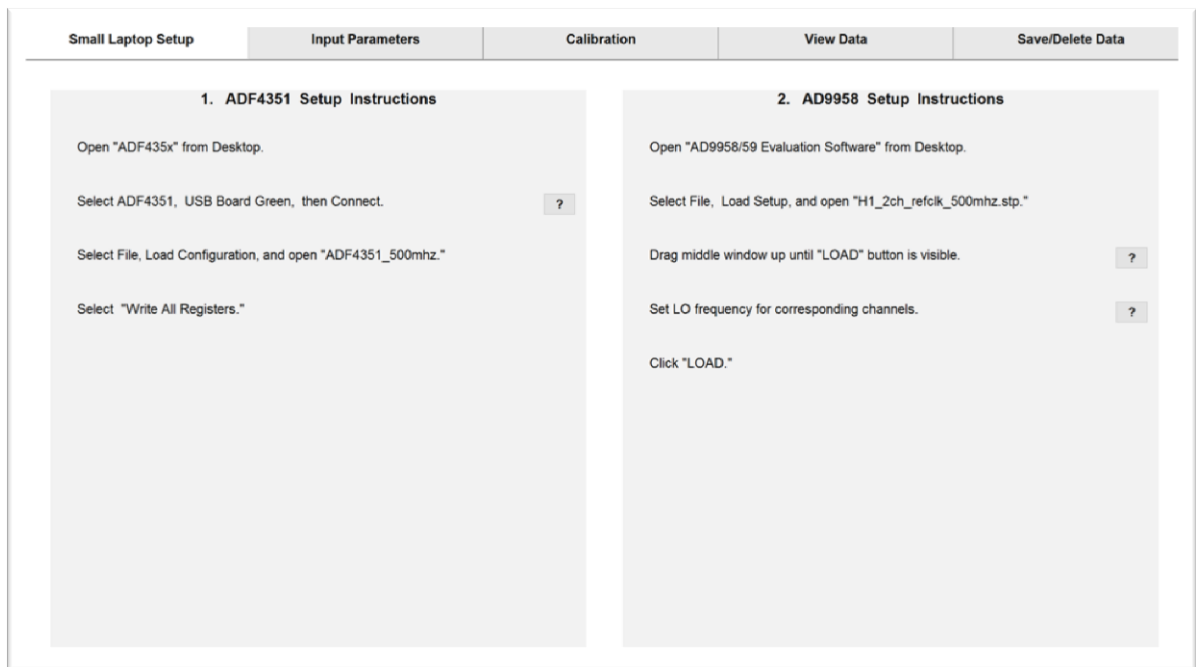 Small Laptop Setup
Input Parameters
Calibration
View Data
Save/Delete Data
1. ADF4351 Setup Instructions
Open "ADF435x" from Desktop.
Select ADF4351, USB Board Green, then Connect.
?
Select File, Load Configuration, and open "ADF4351_500mhz."
Select "Write All Registers."
2. AD9958 Setup Instructions
Open "AD9958/59 Evaluation Software" from Desktop.
Select File, Load Setup, and open "H1_2ch_refclk_500mhz.stp."
Drag middle window up until "LOAD" button is visible.
?
Set LO frequency for corresponding channels.
?
Click "LOAD."